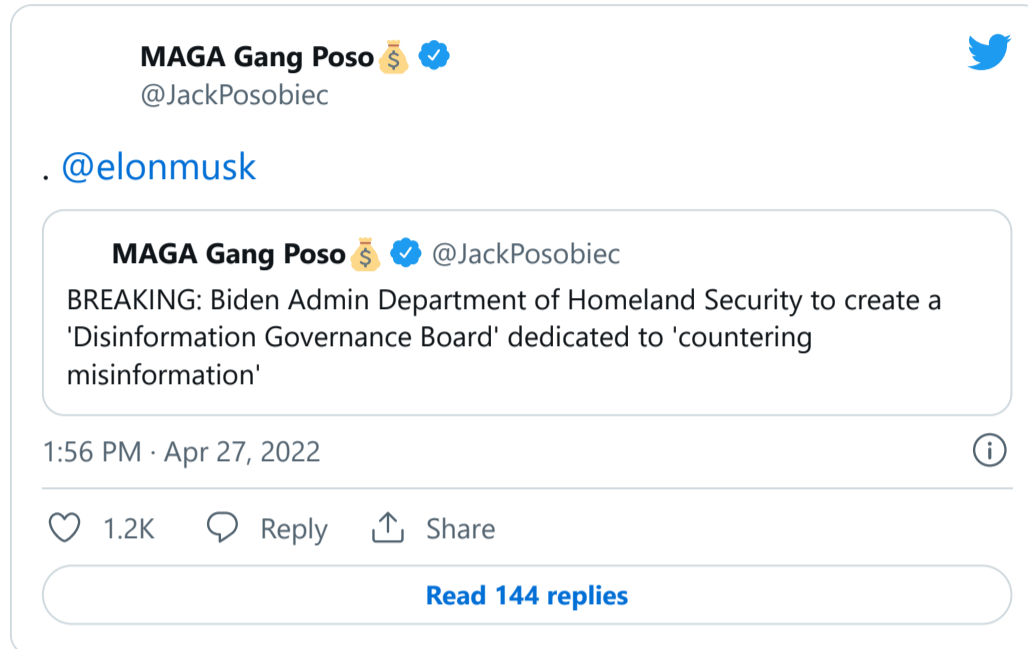 MAGA Gang Poso💰
@JackPosobiec
. @elonmusk
MAGA Gang Poso💰 @JackPosobiec
BREAKING: Biden Admin Department of Homeland Security to create a
'Disinformation Governance Board' dedicated to 'countering
misinformation'
1:56 PM · Apr 27, 2022
1.2K Reply Share
Read 144 replies